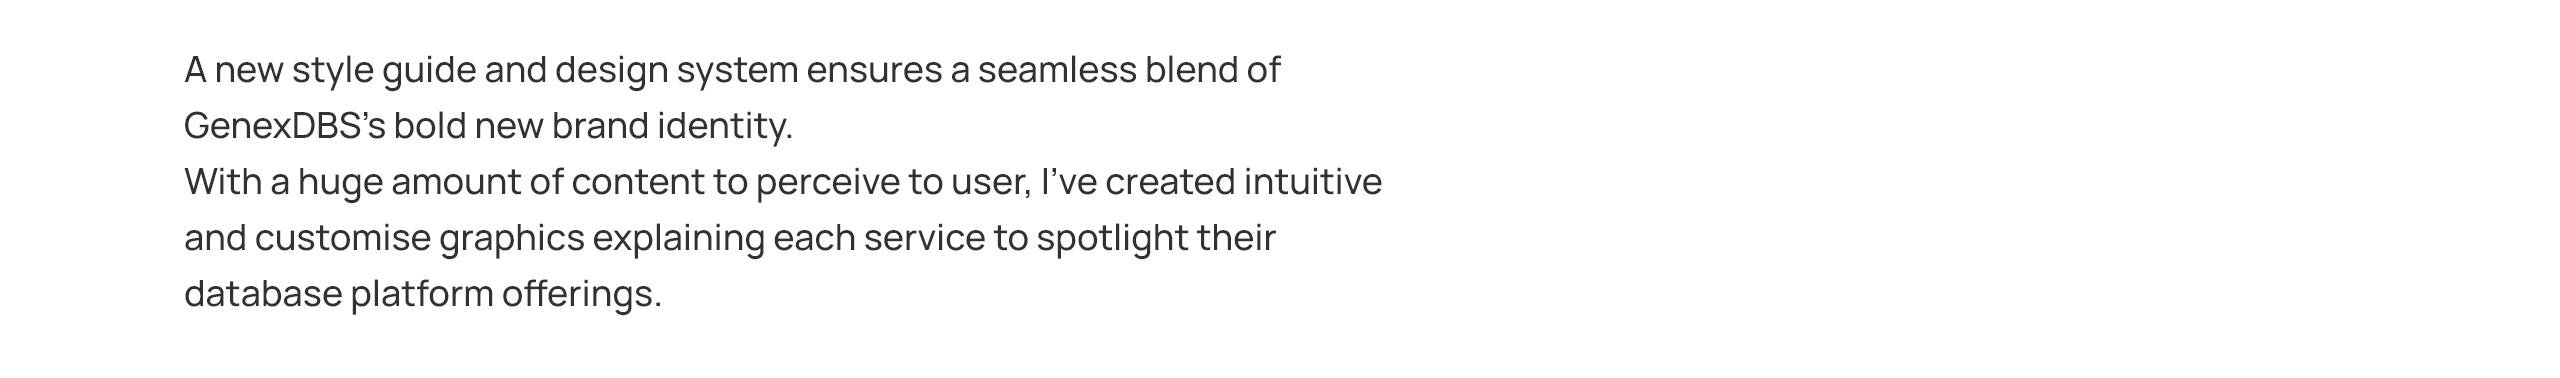 A new style guide and design system ensures a seamless blend of
GenexDBS’s bold new brand identity.
With a huge amount of content to perceive to user, I’ve created intuitive
and customise graphics explaining each service to spotlight their
database platform offerings.